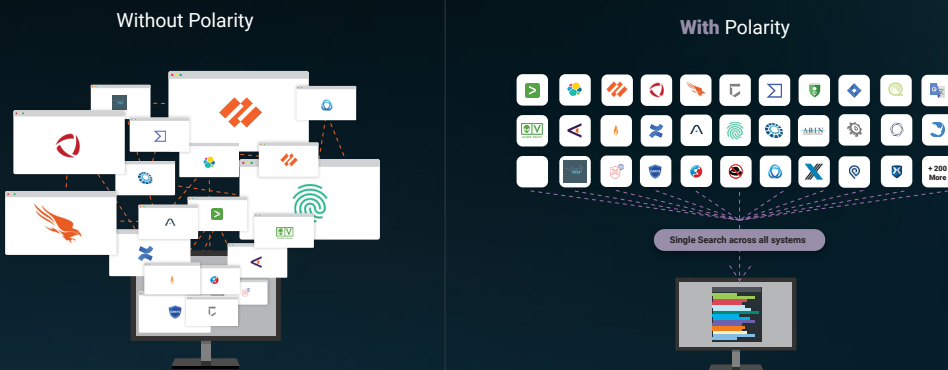 Without Polarity
With Polarity
ARIN
+ 200
More
Single Search across all systems